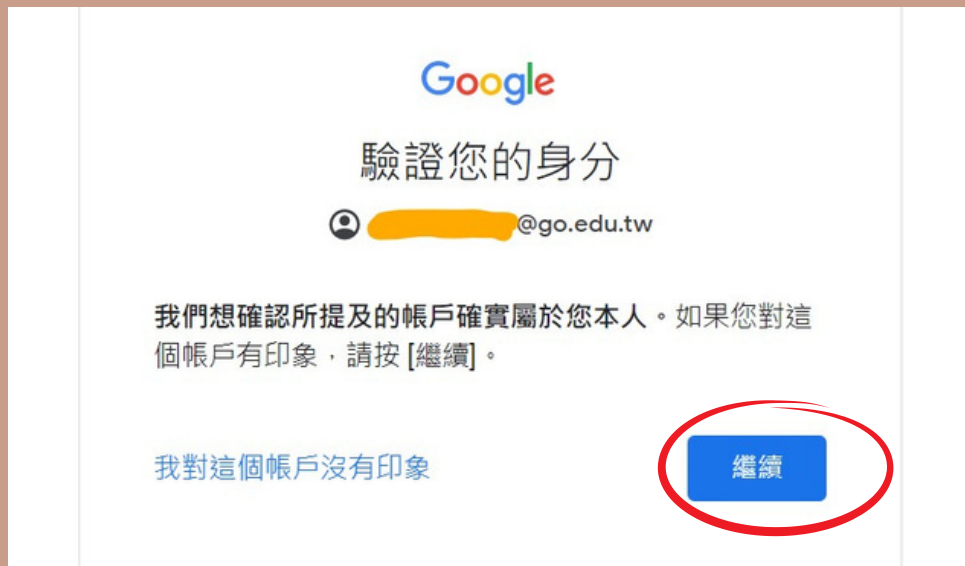 Google
驗證您的身分
@go.edu.tw
我們想確認所提及的帳戶確實屬於您本人。如果您對這
個帳戶有印象，請按 [繼續]。
我對這個帳戶沒有印象
繼續